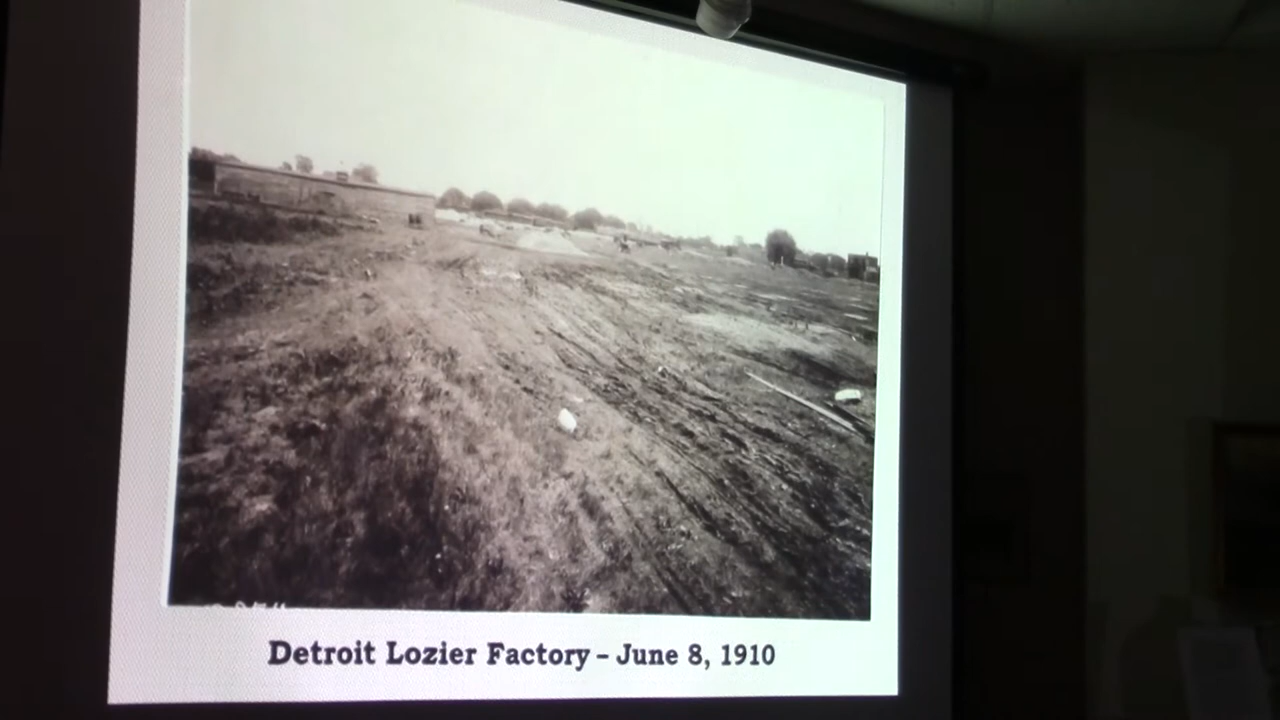 Detroit Lozier Factory – June 8, 1910